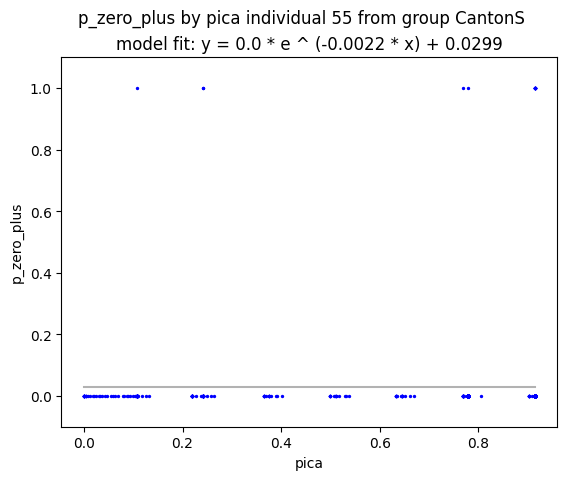 p_zero_plus by pica individual 55 from group CantonS
model fit: y = 0.0 * e ^ (-0.0022 * x) + 0.0299
1.0
0.8
0.6
0.4
0.2
0.0
p_zero_plus
0.0 0.2 0.4 0.6 0.8
pica